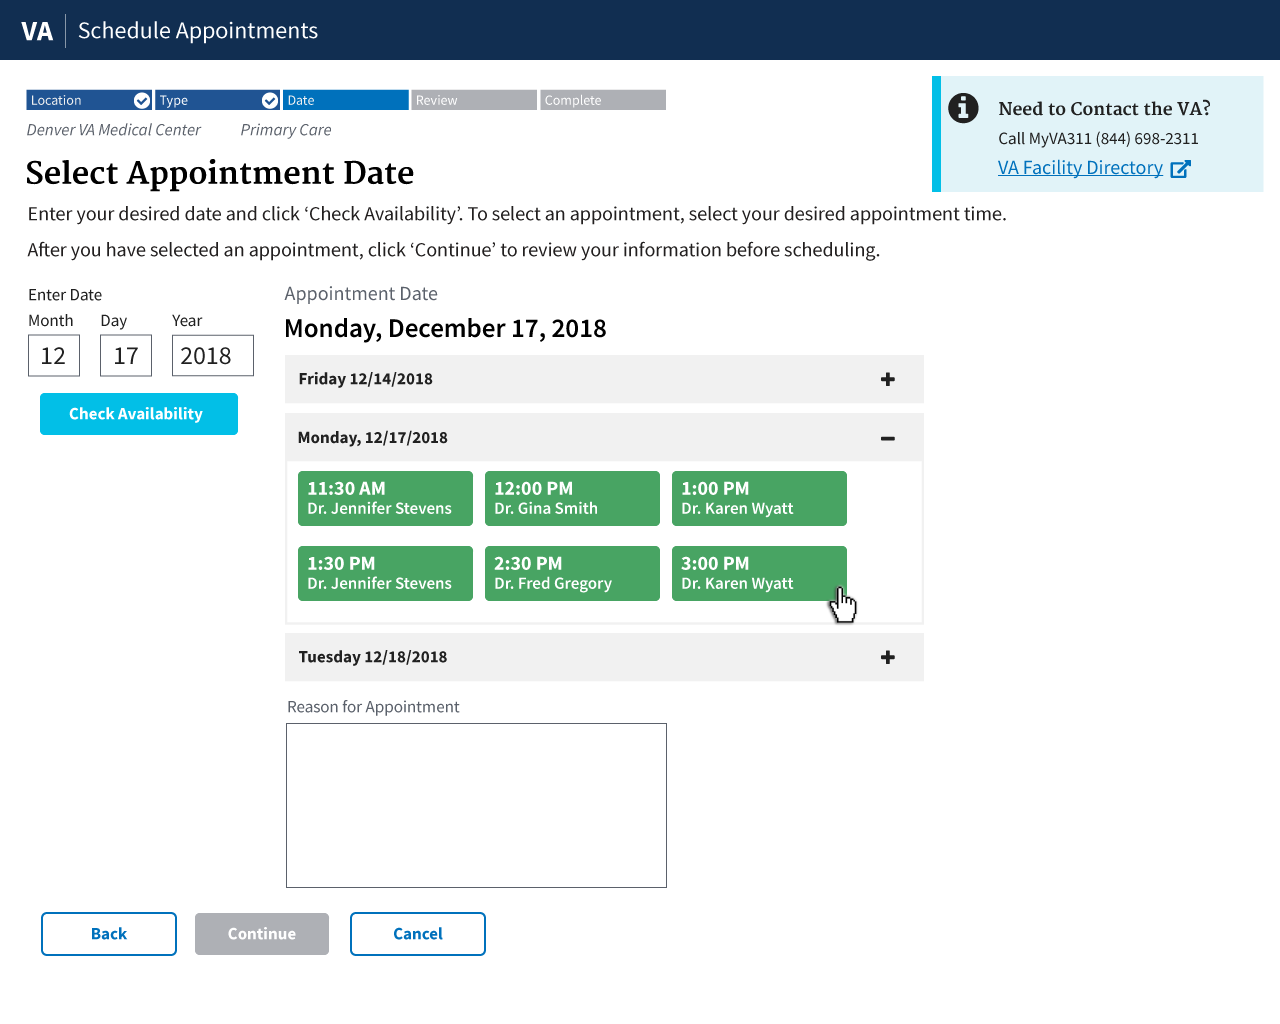 VA Schedule Appointments
Location Type Date Review Complete
Denver VA Medical Center Primary Care
Need to Contact the VA?
Call MyVA311 (844) 698-2311
VA Facility Directory
Select Appointment Date
Enter your desired date and click ‘Check Availability’. To select an appointment, select your desired appointment time.
After you have selected an appointment, click ‘Continue’ to review your information before scheduling.
Enter Date
Month Day Year
12 17 2018
Check Availability
Appointment Date
Monday, December 17, 2018
Friday 12/14/2018
Monday, 12/17/2018
11:30 AM 12:00 PM 1:00 PM
Dr. Jennifer Stevens Dr. Gina Smith Dr. Karen Wyatt
1:30 PM 2:30 PM 3:00 PM
Dr. Jennifer Stevens Dr. Fred Gregory Dr. Karen Wyatt
Tuesday 12/18/2018
Reason for Appointment
Back Continue Cancel